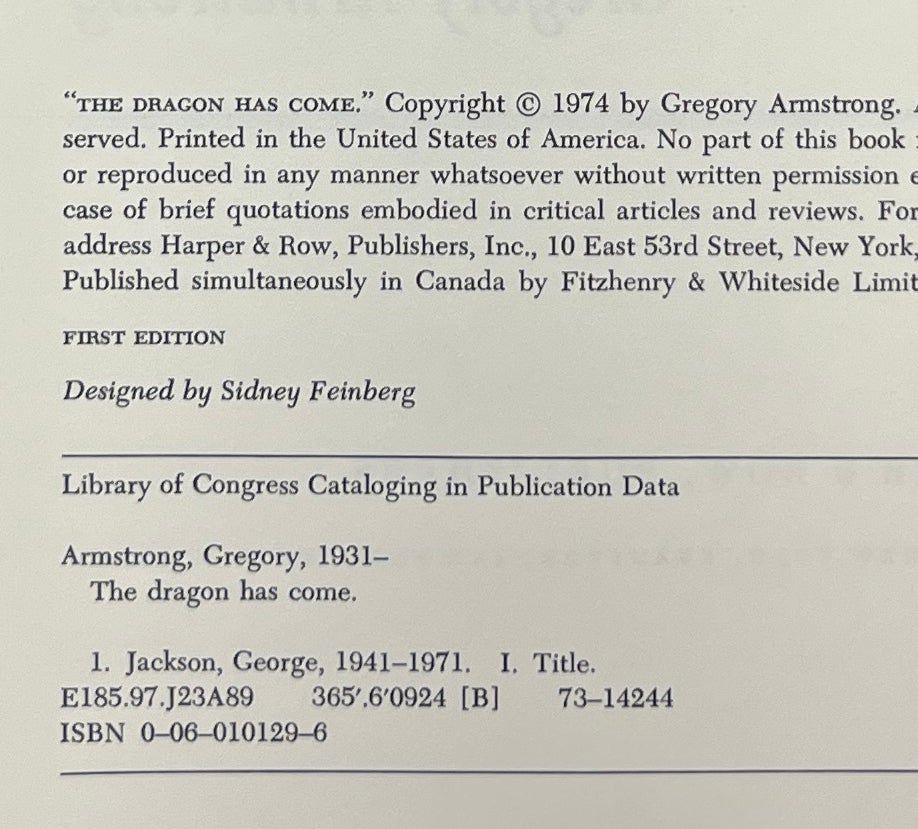 “THE DRAGON HAS COME.” Copyright © 1974 by Gregory Armstrong.
served. Printed in the United States of America. No part of this book
or reproduced in any manner whatsoever without written permission
case of brief quotations embodied in critical articles and reviews. For
address Harper & Row, Publishers, Inc., 10 East 53rd Street, New York,
Published simultaneously in Canada by Fitzhenry & Whiteside Limit
FIRST EDITION
Designed by Sidney Feinberg
Library of Congress Cataloging in Publication Data
Armstrong, Gregory, 1931–
The dragon has come.
1. Jackson, George, 1941–1971. I. Title.
E185.97.J23A89 365′.6′0924 [B] 73–14244
ISBN 0–06–010129–6